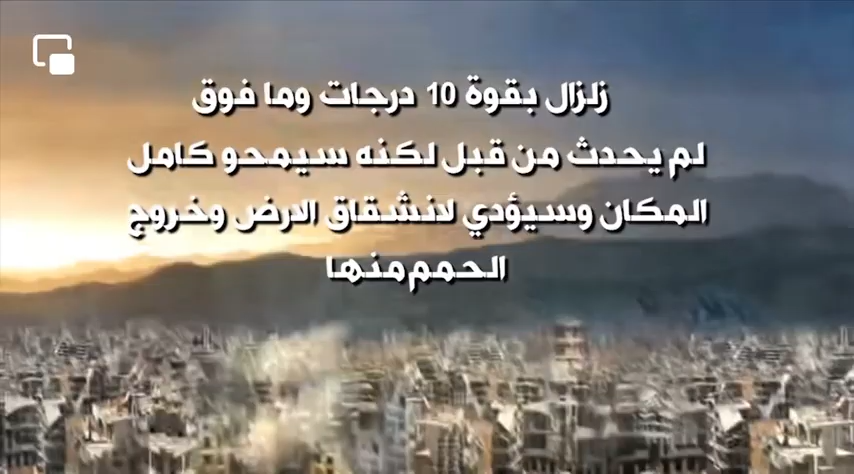 زلزال بقوة 10 درجات وما فوق
لم يحدث من قبل لكنه سيمحو كامل
المكان وسيؤدي لانشقاق الارض وخروج
الحمم منها